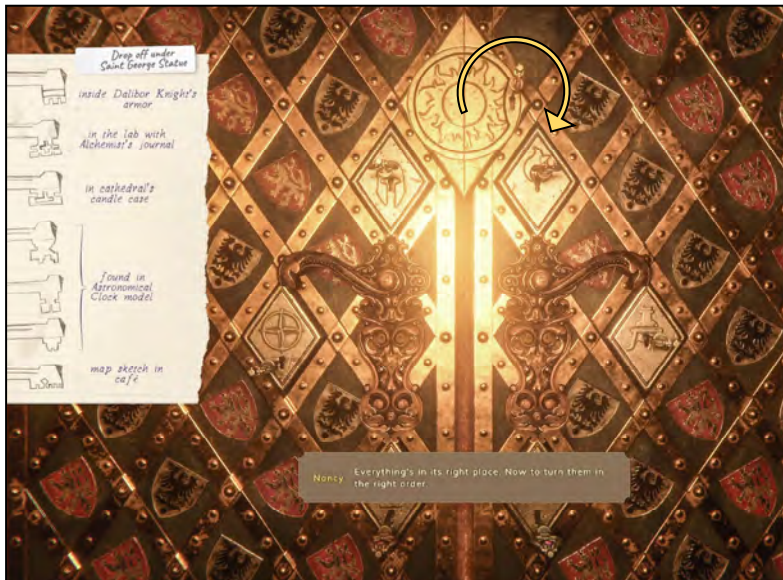 Drop off under
Saint George Statue
inside Dalibor Knight's
armor
in the lab with
Alchemist's journal
in cathedral's
candle case
found in
Astronomical
Clock model
map sketch in
café
Nancy Everything's in its right place. Now to turn them in
the right order